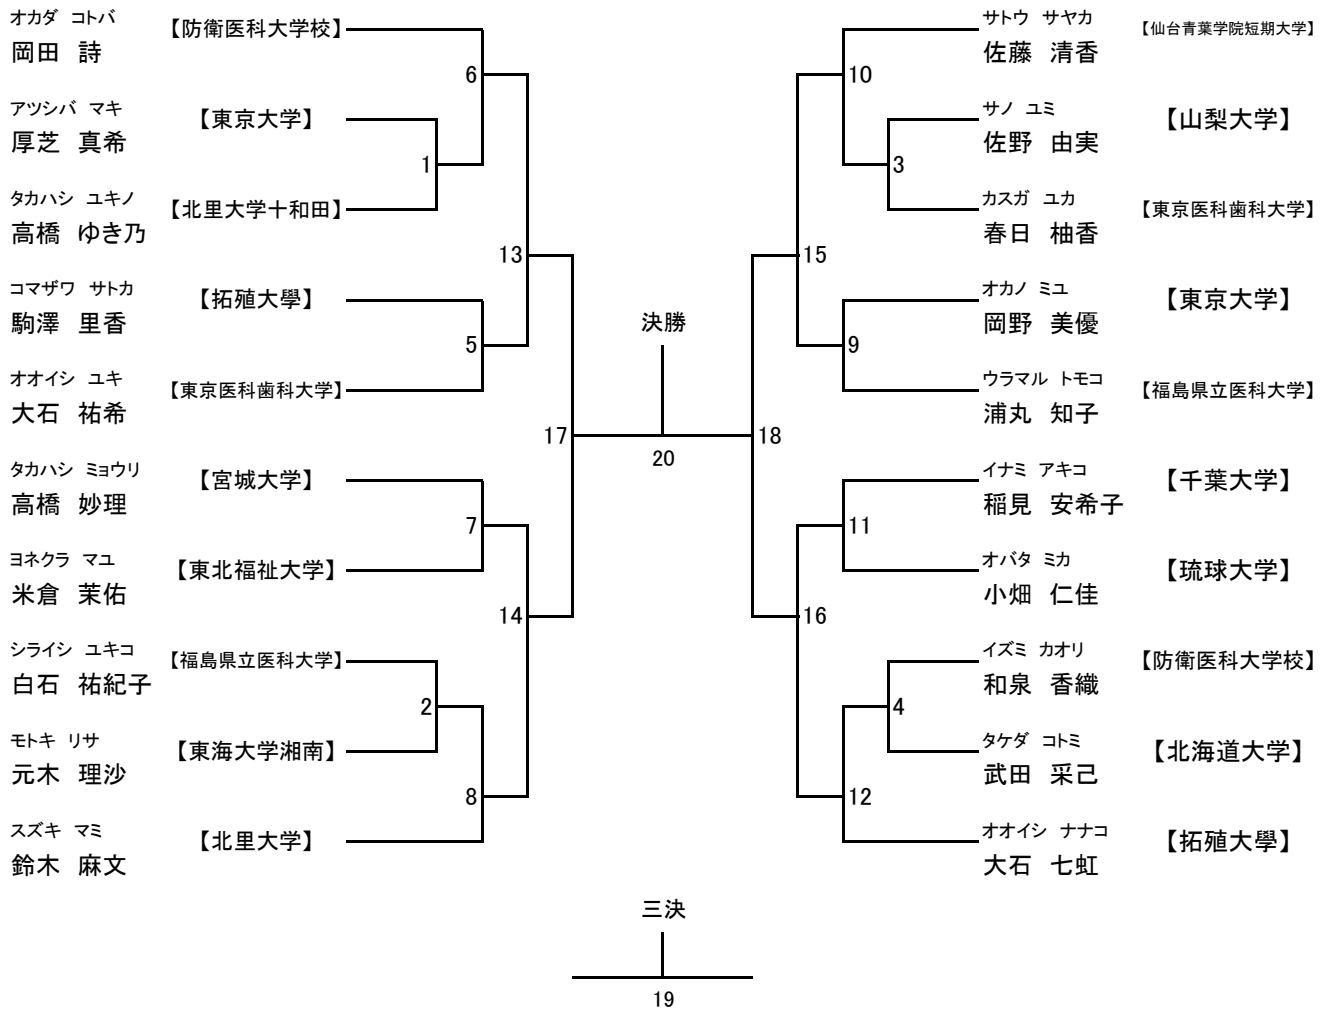 オカダ コトバ
岡田 詩
【防衛医科大学校】
アツシバ マキ
厚芝 真希
【東京大学】
タカハシ ユキノ
高橋 ゆき乃
【北里大学十和田】
コマザワ サトカ
駒澤 里香
【拓殖大學】
オオイシ ユキ
大石 祐希
【東京医科歯科大学】
タカハシ ミョウリ
高橋 妙理
【宮城大学】
ヨネクラ マユ
米倉 茉佑
【東北福祉大学】
シライシ ユキコ
白石 祐紀子
【福島県立医科大学】
モトキ リサ
元木 理沙
【東海大学湘南】
スズキ マミ
鈴木 麻文
【北里大学】
6
1
13
5
17
7
14
2
8
決勝
20
三決
19
10
3
15
9
18
11
16
4
12
サトウ サヤカ
佐藤 清香
【仙台青葉学院短期大学】
サノ ユミ
佐野 由実
【山梨大学】
カスガ ユカ
春日 柚香
【東京医科歯科大学】
オカノ ミユ
岡野 美優
【東京大学】
ウラマル トモコ
浦丸 知子
【福島県立医科大学】
イナミ アキコ
稲見 安希子
【千葉大学】
オバタ ミカ
小畑 仁佳
【琉球大学】
イズミ カオリ
和泉 香織
【防衛医科大学校】
タケダ コトミ
武田 采己
【北海道大学】
オオイシ ナナコ
大石 七虹
【拓殖大學】